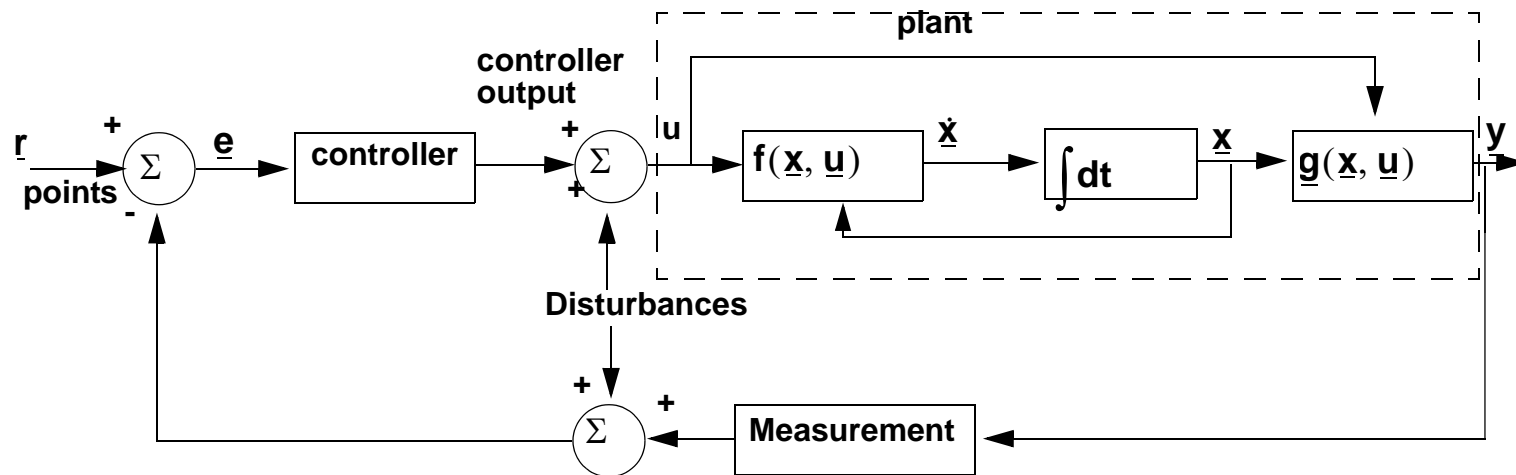 plant
controller
output
+
+
r
+
Σ
e
controller
Σ
u
f(x, u)
ẋ
∫dt
x
g(x, u)
y
points
-
+
Disturbances
+
+
Σ
Measurement